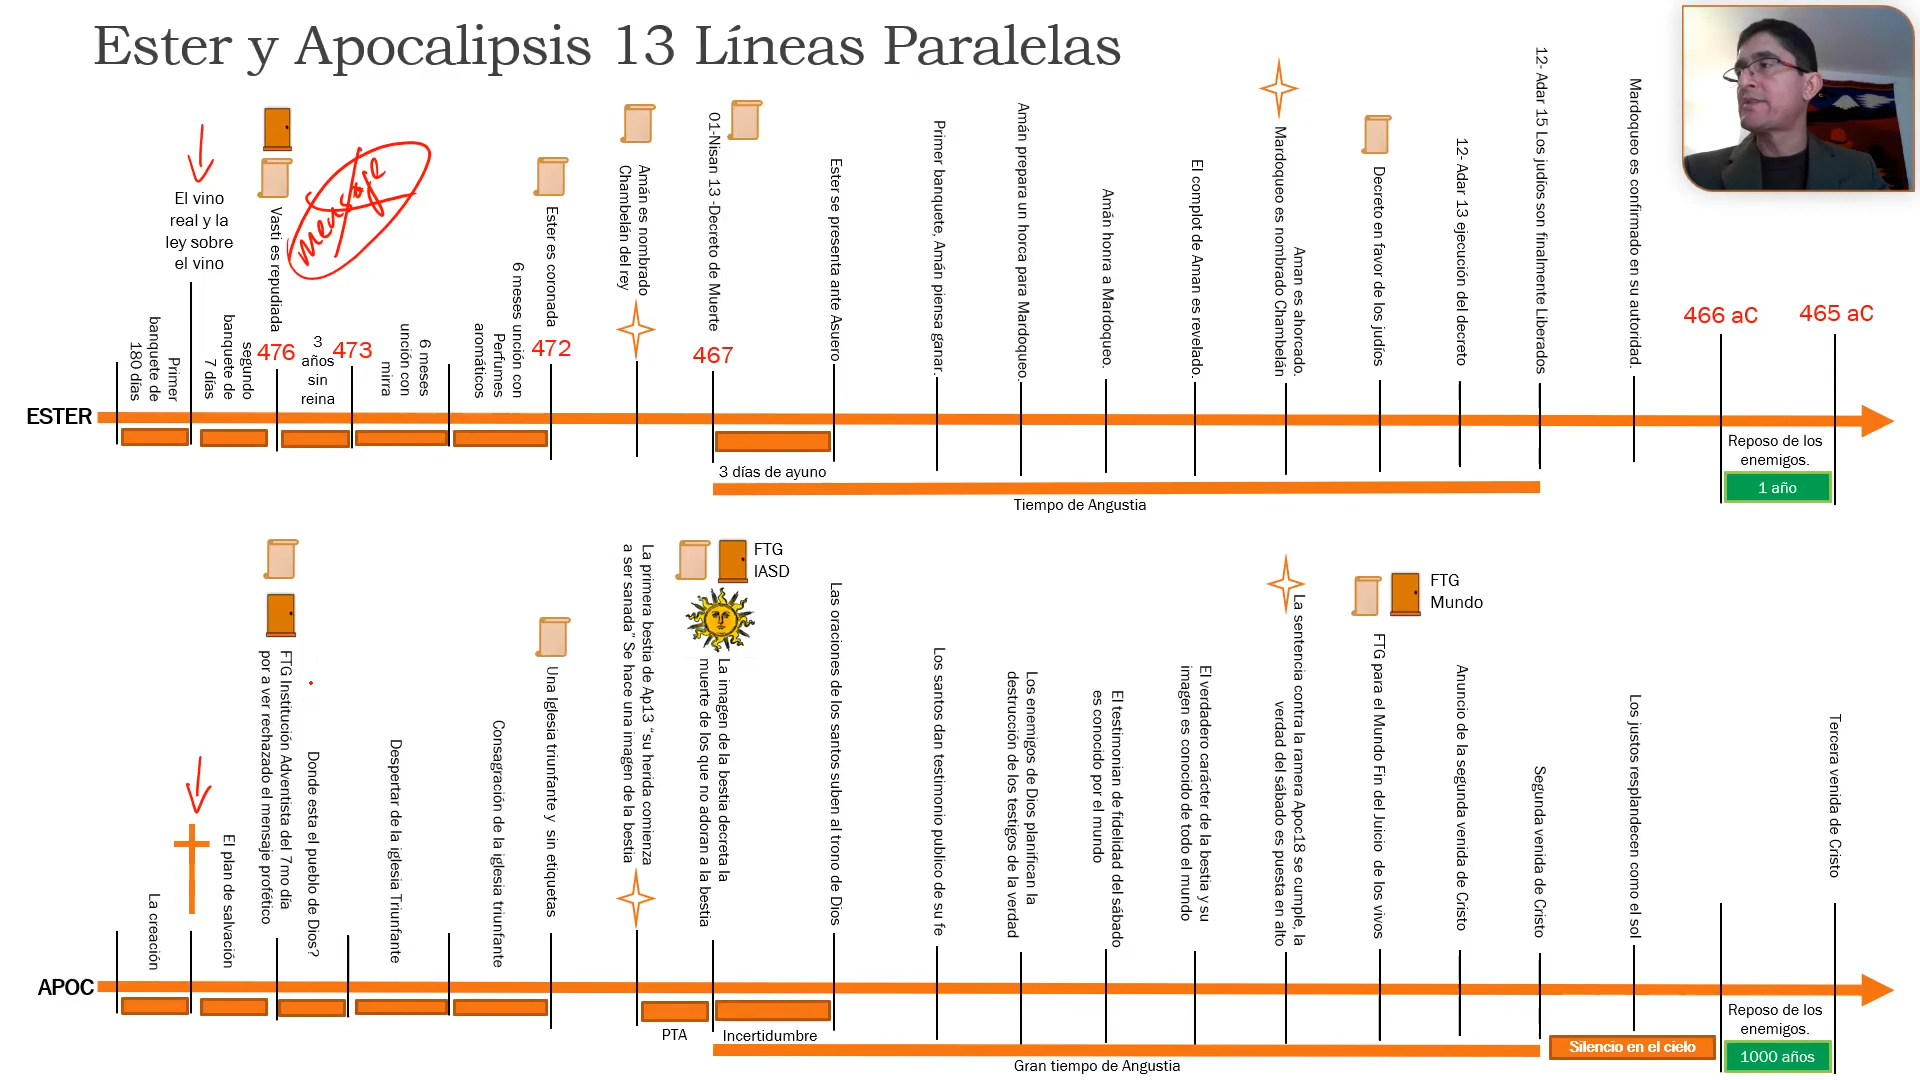 Ester y Apocalipsis 13 Líneas Paralelas
El vino
real y la
ley sobre
el vino
mensaje
Primer
banquete de
180 días
segundo
banquete de
7 días
Vasti es repudiada
476
3
años
sin
reina
473
6 meses
unción con
mirra
6 meses unción con
Perfumes
aromáticos
Ester es coronada
472
Amán es nombrado
Chambelán del rey
01-Nisan 13 -Decreto de Muerte
467
Ester se presenta ante Asuero
Primer banquete, Amán piensa ganar.
Amán prepara un horca para Mardoqueo.
Amán honra a Mardoqueo.
El complot de Aman es revelado.
Aman es ahorcado.
Mardoqueo es nombrado Chambelán
Decreto en favor de los judíos
12- Adar 13 ejecución del decreto
12- Adar 15 Los judíos son finalmente Liberados
Mardoqueo es confirmado en su autoridad.
466 aC
465 aC
ESTER
3 días de ayuno
Tiempo de Angustia
Reposo de los
enemigos.
1 año
La creación
El plan de salvación
FTG Institución Adventista del 7mo día
por a ver rechazado el mensaje profético
Donde esta el pueblo de Dios?
Despertar de la iglesia Triunfante
Consagración de la iglesia triunfante
Una Iglesia triunfante y sin etiquetas
La primera bestia de Ap13 "su herida comienza
a ser sanada" Se hace una imagen de la bestia
FTG
IASD
La imagen de la bestia decreta la
muerte de los que no adoran a la bestia
Las oraciones de los santos suben al trono de Dios
Los santos dan testimonio publico de su fe
Los enemigos de Dios planifican la
destrucción de los testigos de la verdad
El testimonian de fidelidad del sábado
es conocido por el mundo
El verdadero carácter de la bestia y su
imagen es conocido de todo el mundo
La sentencia contra la ramera Apoc18 se cumple, la
verdad del sábado es puesta en alto
FTG
Mundo
FTG para el Mundo Fin del Juicio de los vivos
Anuncio de la segunda venida de Cristo
Segunda venida de Cristo
Los justos resplandecen como el sol
Tercera venida de Cristo
APOC
PTA
Incertidumbre
Gran tiempo de Angustia
Silencio en el cielo
Reposo de los
enemigos.
1000 años